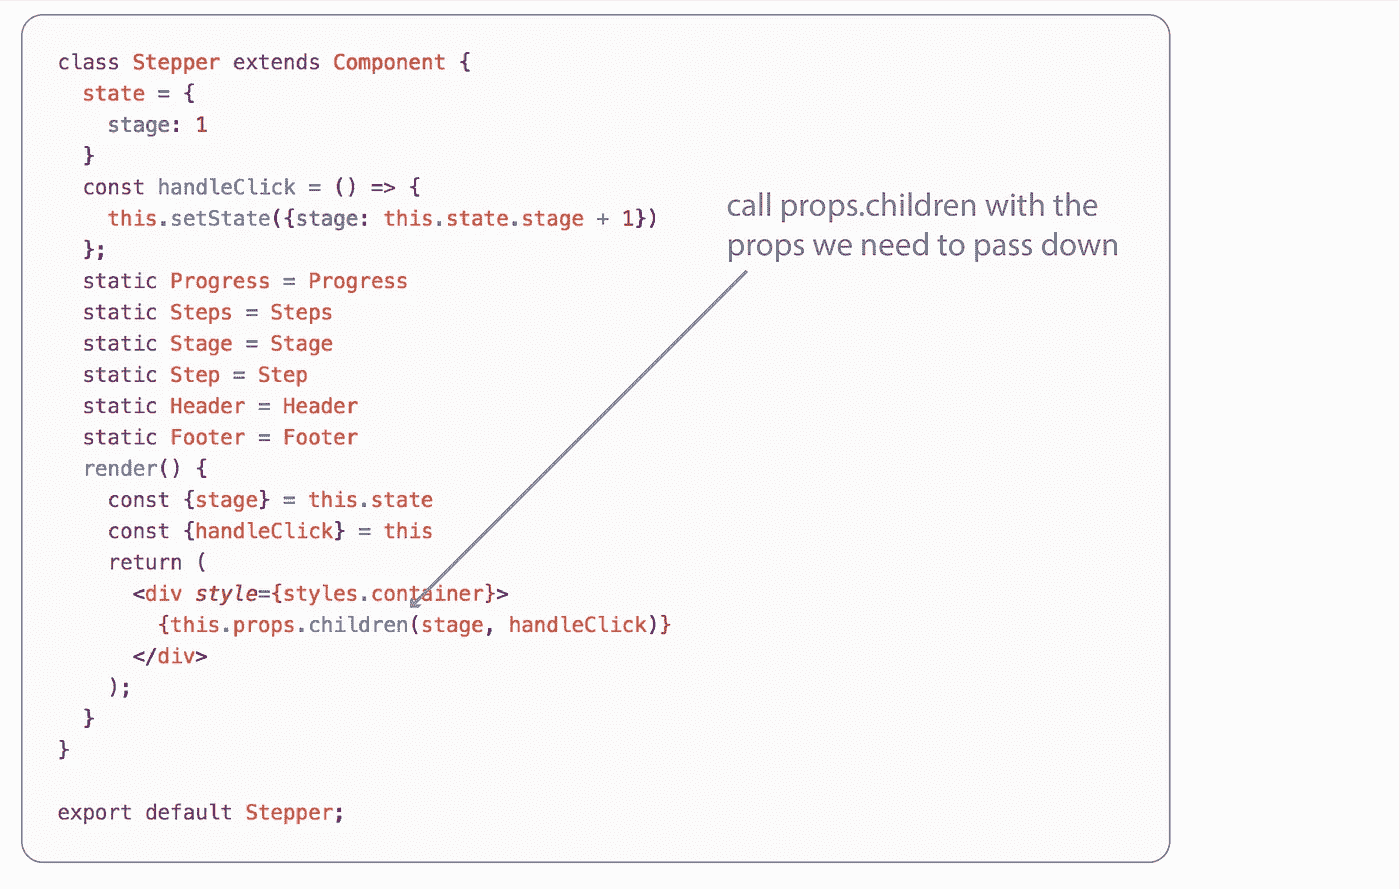 class Stepper extends Component {
  state = {
    stage: 1
  }
  const handleClick = () => {
    this.setState({stage: this.state.stage + 1})
  };
  static Progress = Progress
  static Steps = Steps
  static Stage = Stage
  static Step = Step
  static Header = Header
  static Footer = Footer
  render() {
    const {stage} = this.state
    const {handleClick} = this
    return (
      <div style={styles.container}>
        {this.props.children(stage, handleClick)}
      </div>
    );
  }
}
export default Stepper;
call props.children with the
props we need to pass down